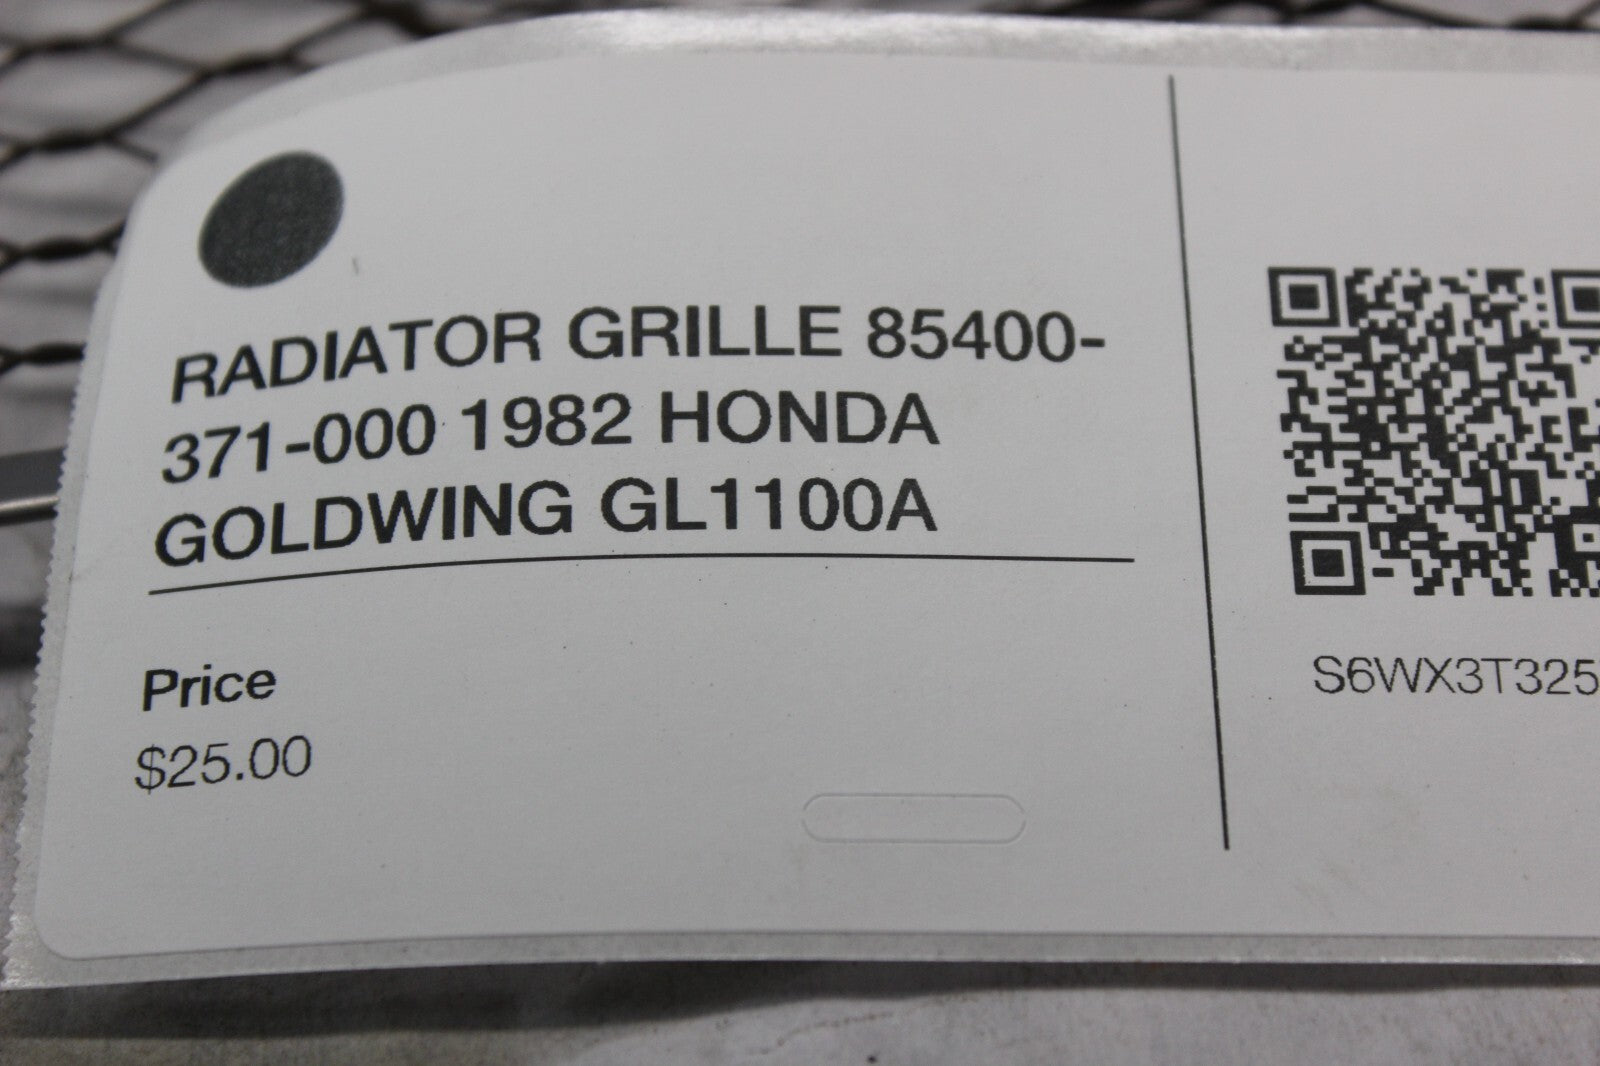 RADIATOR GRILLE 85400-
371-000 1982 HONDA
GOLDWING GL1100A
Price
$25.00
S6WX3T325